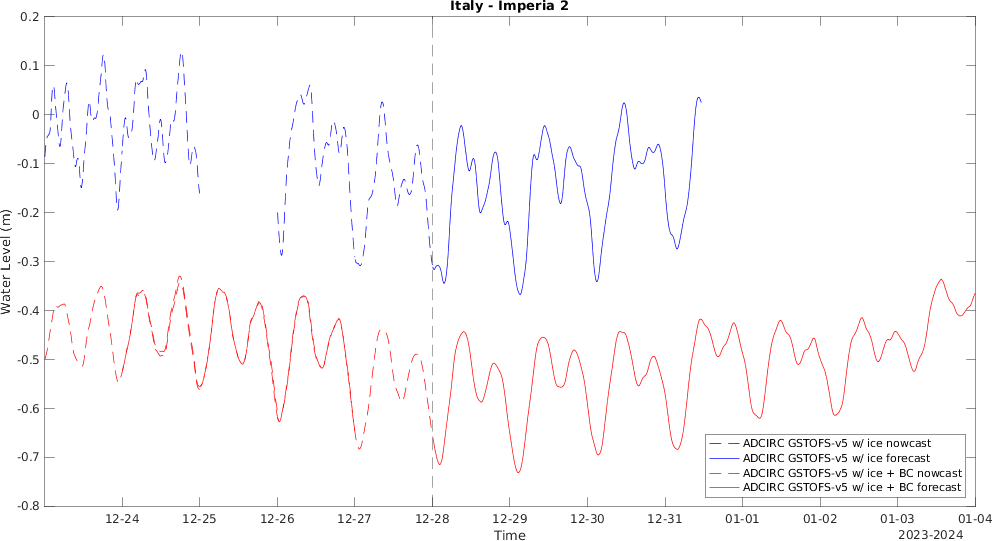 Italy - Imperia 2
0.2
0.1
0
-0.1
-0.2
-0.3
-0.4
-0.5
-0.6
-0.7
-0.8
Water Level (m)
ADCIRC GSTOFS-v5 w/ ice nowcast
ADCIRC GSTOFS-v5 w/ ice forecast
ADCIRC GSTOFS-v5 w/ ice + BC nowcast
ADCIRC GSTOFS-v5 w/ ice + BC forecast
12-24 12-25 12-26 12-27 12-28 12-29 12-30 12-31 01-01 01-02 01-03 01-04
Time
2023-2024